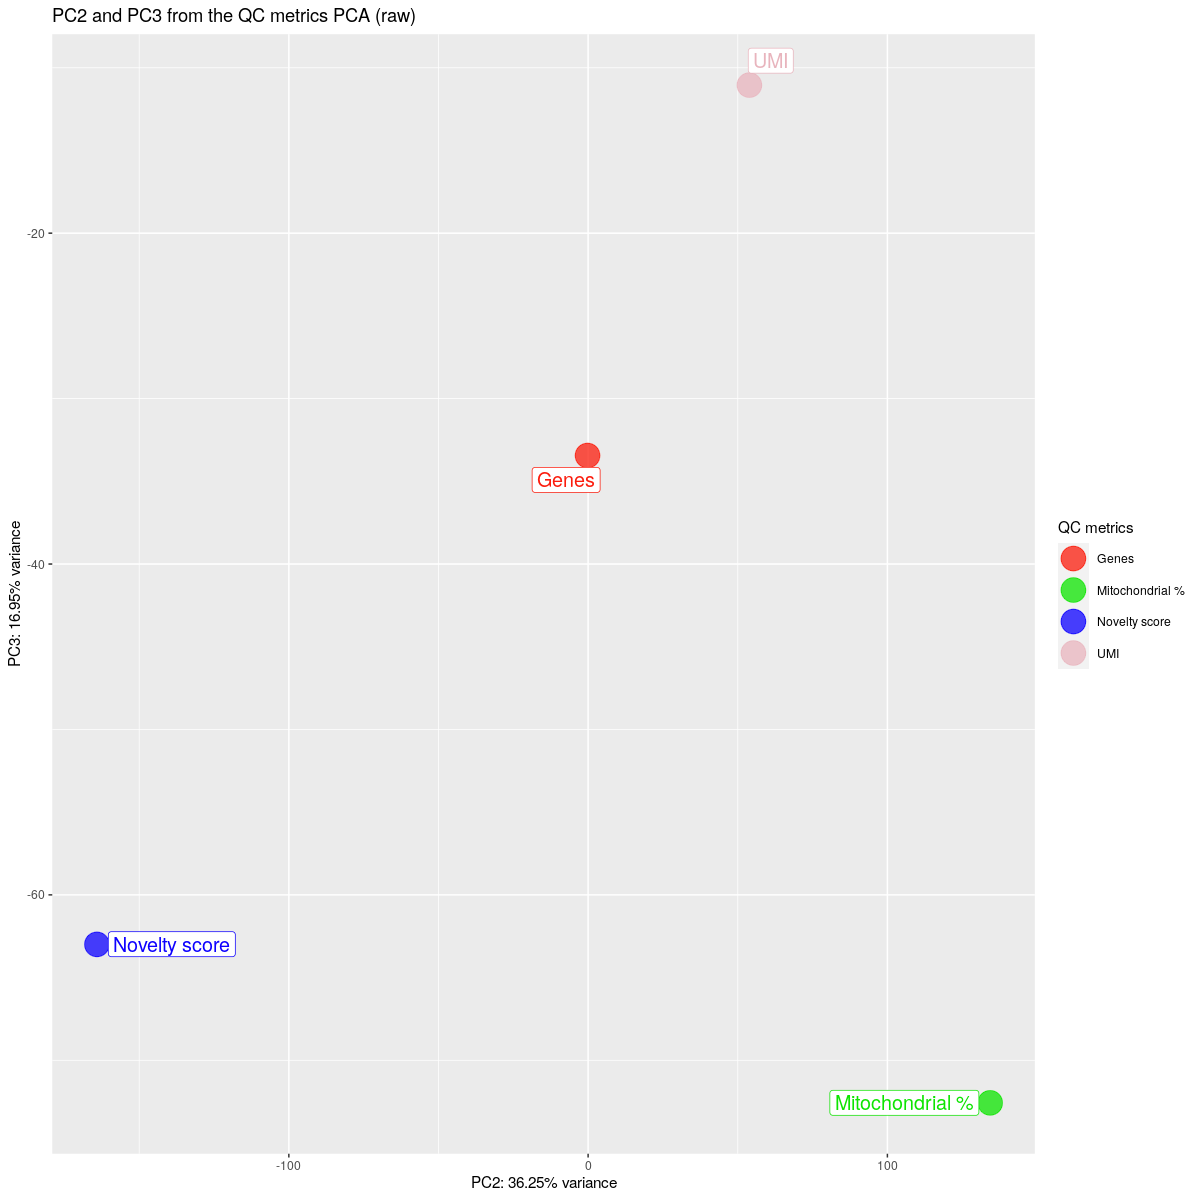 PC2 and PC3 from the QC metrics PCA (raw)
UMI
-20
Genes
-40
PC3: 16.95% variance
QC metrics
Genes
Mitochondrial %
Novelty score
UMI
-60
Novelty score
Mitochondrial %
-100
0
100
PC2: 36.25% variance